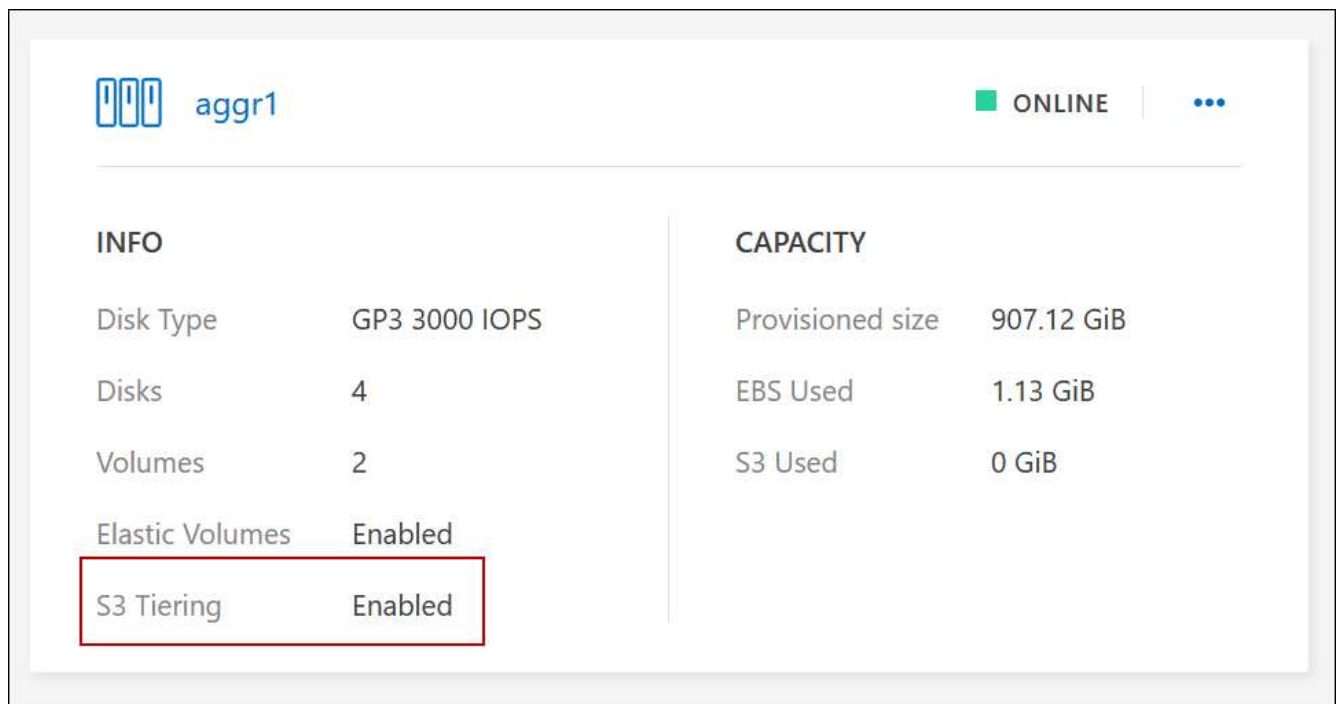 aggr1
ONLINE
INFO
Disk Type GP3 3000 IOPS
Disks 4
Volumes 2
Elastic Volumes Enabled
S3 Tiering Enabled
CAPACITY
Provisioned size 907.12 GiB
EBS Used 1.13 GiB
S3 Used 0 GiB